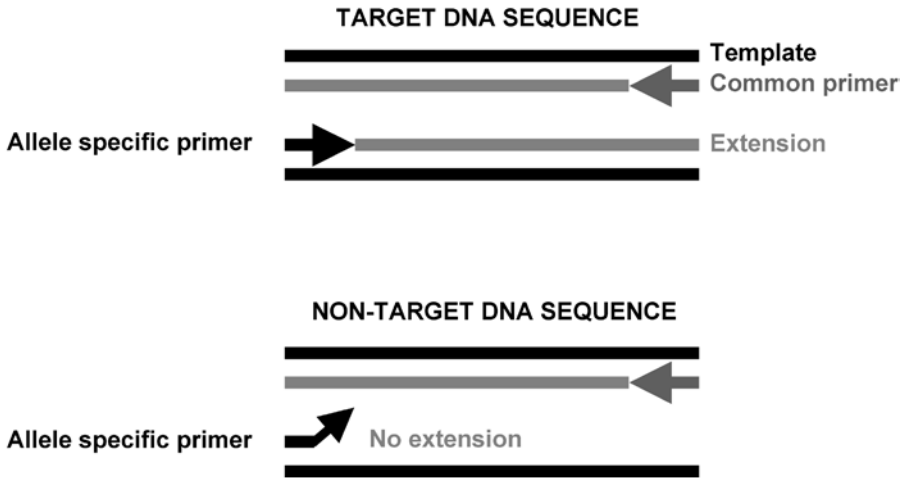 TARGET DNA SEQUENCE
Template
Common primer
Allele specific primer
Extension
NON-TARGET DNA SEQUENCE
Allele specific primer
No extension